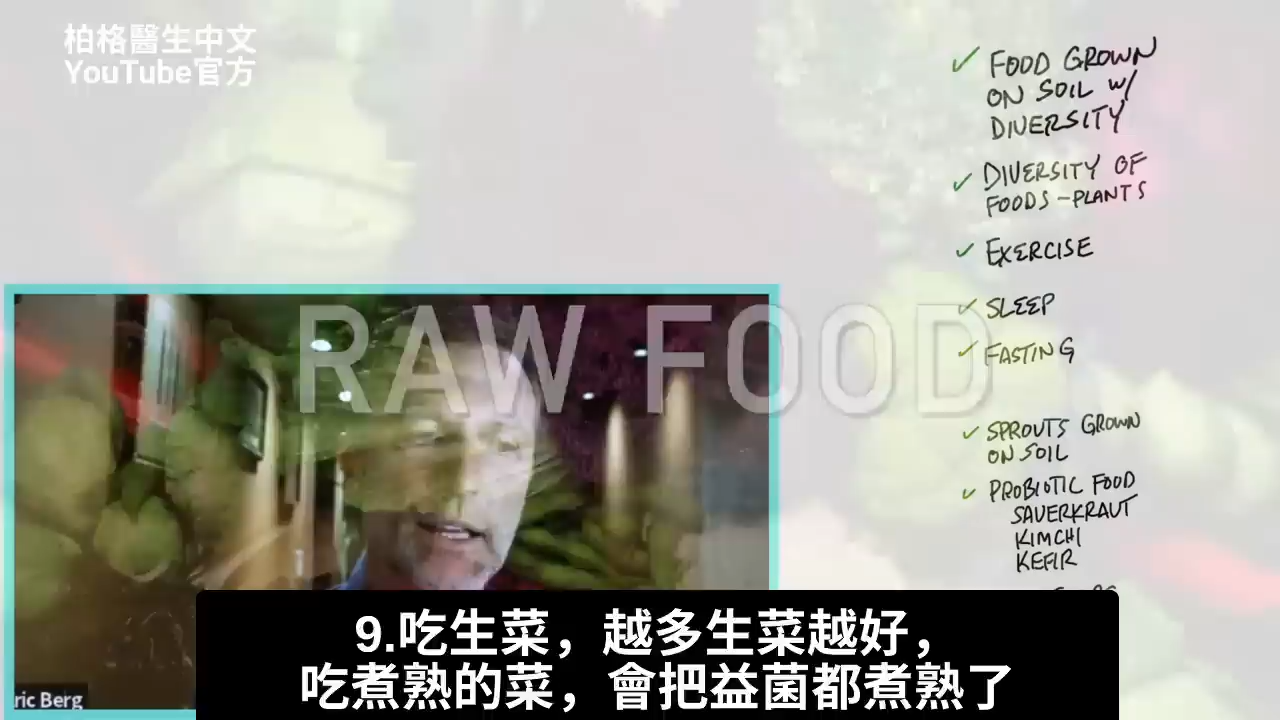 柏格醫生中文
YouTube官方
✓ FOOD GROWN
ON SOIL W/
DIVERSITY
✓ DIVERSITY OF
FOODS - PLANTS
✓ EXERCISE
✓ SLEEP
✓ FASTING
RAW FOOD
✓ SPROUTS GROWN
ON SOIL
✓ PROBIOTIC FOOD
SAUERKRAUT
KIMCHI
KEFIR
ric Berg
9.吃生菜，越多生菜越好，
吃煮熟的菜，會把益菌都煮熟了